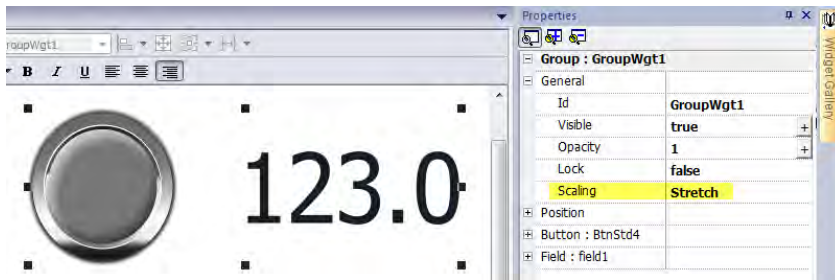 Properties
roupWgt1
B I U
Group : GroupWgt1
General
Id GroupWgt1
Visible true +
Opacity 1 +
Lock false
Scaling Stretch
Position
Button : BtnStd4
Field : field1
123.0
Widget Gallery